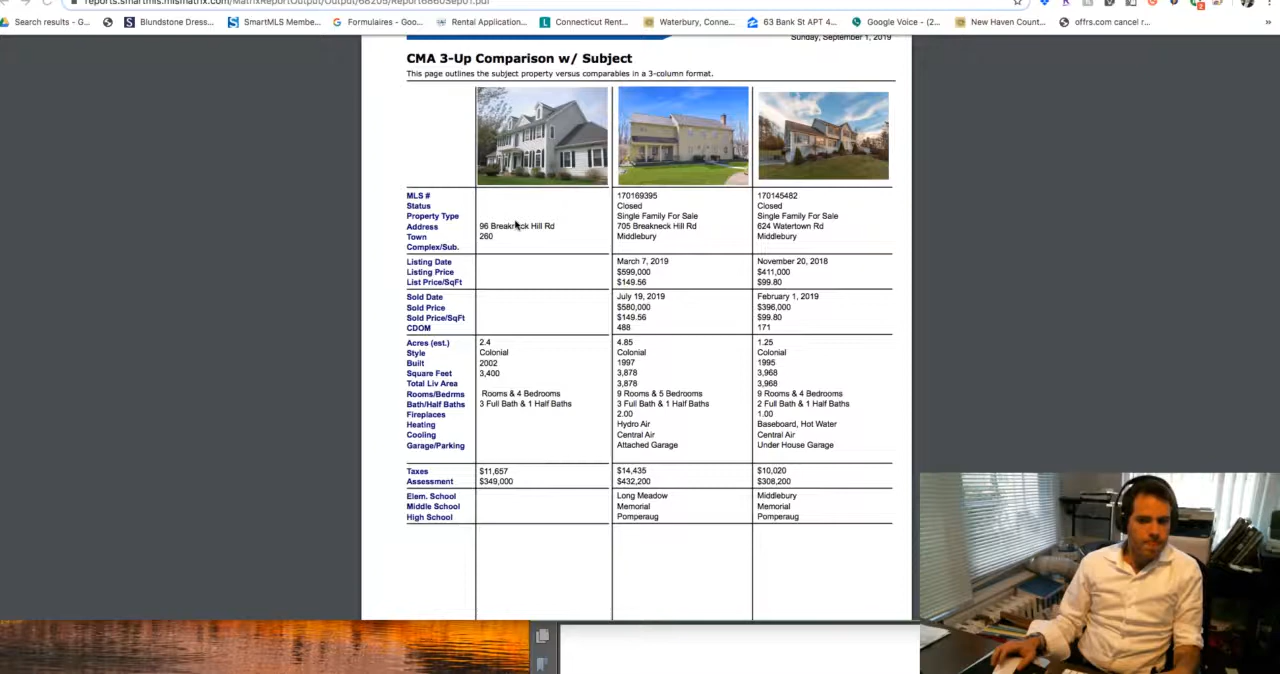 reports.smartmls.mlsmatrix.com/MatrixReportOutput/Output/68205/Report6860Sep01.pdf
Search results - G...  Blundstone Dress...  SmartMLS Membe...  Formulaires - Goo...  Rental Application...  Connecticut Rent...  Waterbury, Conne...  63 Bank St APT 4...  Google Voice - (2...  New Haven Count...  offrs.com cancel r...  »
Sunday, September 1, 2019
CMA 3-Up Comparison w/ Subject
This page outlines the subject property versus comparables in a 3-column format.
MLS #  170169395  170145482
Status  Closed  Closed
Property Type  Single Family For Sale  Single Family For Sale
Address  96 Breakneck Hill Rd  705 Breakneck Hill Rd  624 Watertown Rd
Town  260  Middlebury  Middlebury
Complex/Sub.
Listing Date  March 7, 2019  November 20, 2018
Listing Price  $599,000  $411,000
List Price/SqFt  $149.56  $99.80
Sold Date  July 19, 2019  February 1, 2019
Sold Price  $580,000  $396,000
Sold Price/SqFt  $149.56  $99.80
CDOM  488  171
Acres (est.)  2.4  4.85  1.25
Style  Colonial  Colonial  Colonial
Built  2002  1997  1995
Square Feet  3,400  3,878  3,968
Total Liv Area  3,878  3,968
Rooms/Bedrms  Rooms & 4 Bedrooms  9 Rooms & 5 Bedrooms  9 Rooms & 4 Bedrooms
Bath/Half Baths  3 Full Bath & 1 Half Baths  3 Full Bath & 1 Half Baths  2 Full Bath & 1 Half Baths
Fireplaces  2.00  1.00
Heating  Hydro Air  Baseboard, Hot Water
Cooling  Central Air  Central Air
Garage/Parking  Attached Garage  Under House Garage
Taxes  $11,657  $14,435  $10,020
Assessment  $349,000  $432,200  $308,200
Elem. School  Long Meadow  Middlebury
Middle School  Memorial  Memorial
High School  Pomperaug  Pomperaug